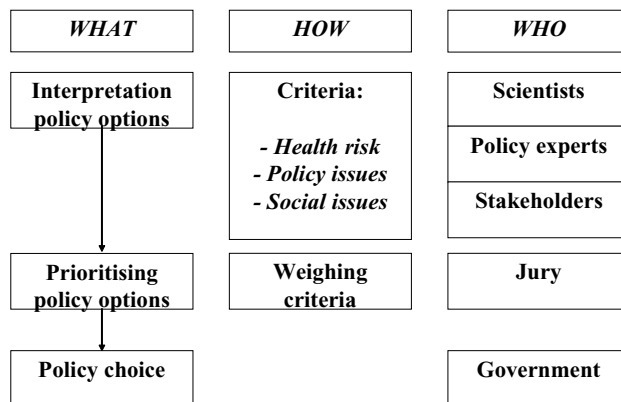 WHAT
HOW
WHO
Interpretation
policy options
Criteria:
- Health risk
- Policy issues
- Social issues
Scientists
Policy experts
Stakeholders
Prioritising
policy options
Weighing
criteria
Jury
Policy choice
Government